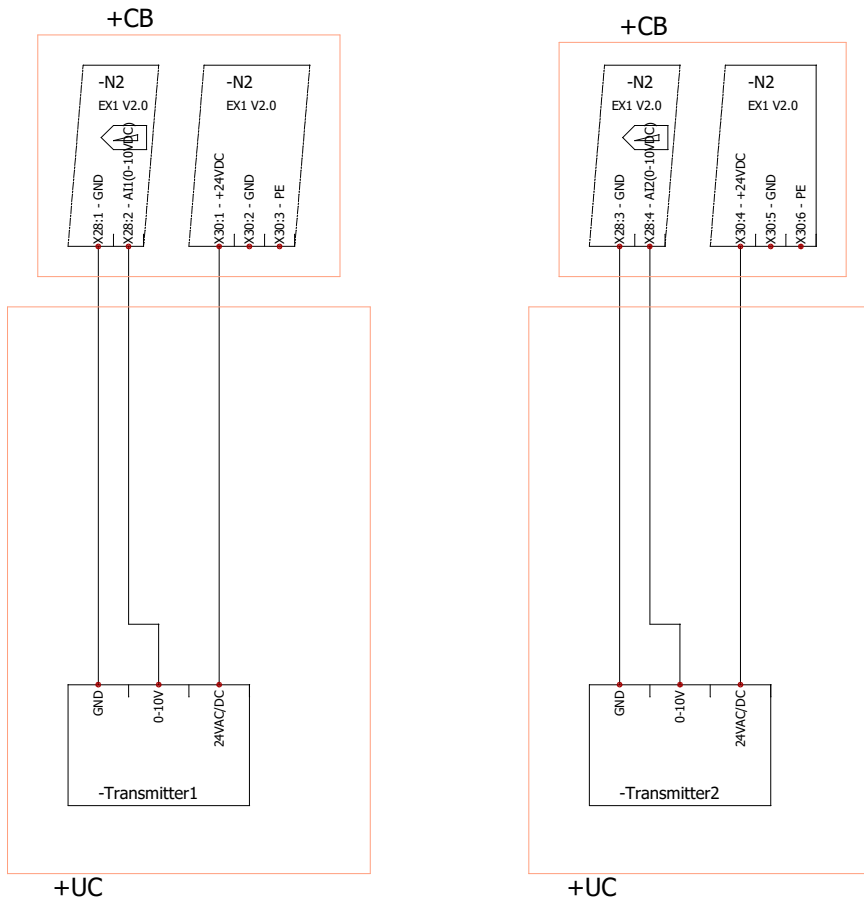 +CB
-N2
EX1 V2.0
X28:1 - GND
X28:2 - AI1(0-10VDC)
-N2
EX1 V2.0
X30:1 - +24VDC
X30:2 - GND
X30:3 - PE
GND
0-10V
24VAC/DC
-Transmitter1
+UC
+CB
-N2
EX1 V2.0
X28:3 - GND
X28:4 - AI2(0-10VDC)
-N2
EX1 V2.0
X30:4 - +24VDC
X30:5 - GND
X30:6 - PE
GND
0-10V
24VAC/DC
-Transmitter2
+UC